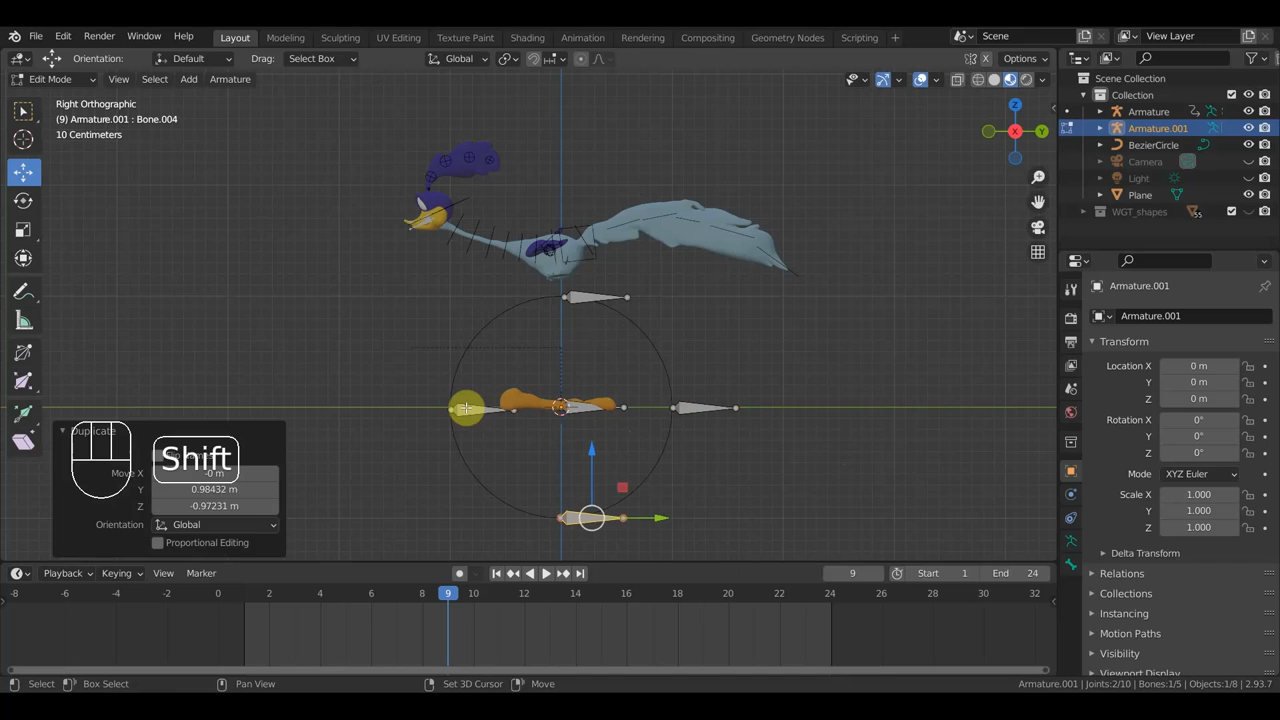 File Edit Render Window Help Layout Modeling Sculpting UV Editing Texture Paint Shading Animation Rendering Compositing Geometry Nodes Scripting + Scene View Layer
Orientation: Default Drag: Select Box Global Options
Edit Mode View Select Add Armature
Right Orthographic
(9) Armature.001 : Bone.004
10 Centimeters
Scene Collection
Collection
Armature
Armature.001
BezierCircle
Camera
Light
Plane
WGT_shapes 55
X Y Z
Duplicate
Shift
Move X -0 m
Y 0.98432 m
Z -0.97231 m
Orientation Global
Proportional Editing
Armature.001
Armature.001
Transform
Location X 0 m
Y 0 m
Z 0 m
Rotation X 0°
Y 0°
Z 0°
Mode XYZ Euler
Scale X 1.000
Y 1.000
Z 1.000
Delta Transform
Relations
Collections
Instancing
Motion Paths
Visibility
Viewport Display
Playback Keying View Marker 9 Start 1 End 24
-8 -6 -4 -2 0 2 4 6 8 9 10 12 14 16 18 20 22 24 26 28 30 32
Select Box Select Pan View Set 3D Cursor Move Armature.001 | Joints:2/10 | Bones:1/5 | Objects:1/8 | 2.93.7